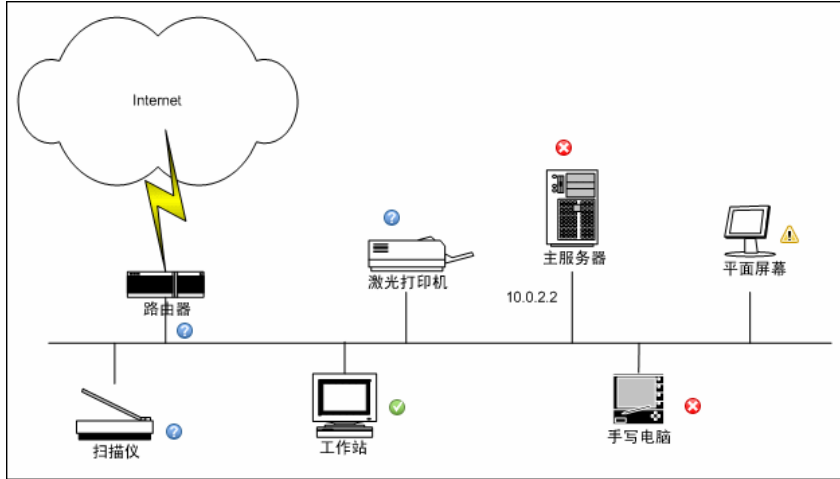 Internet
主服务器
平面屏幕
激光打印机
10.0.2.2
路由器
扫描仪
工作站
手写电脑